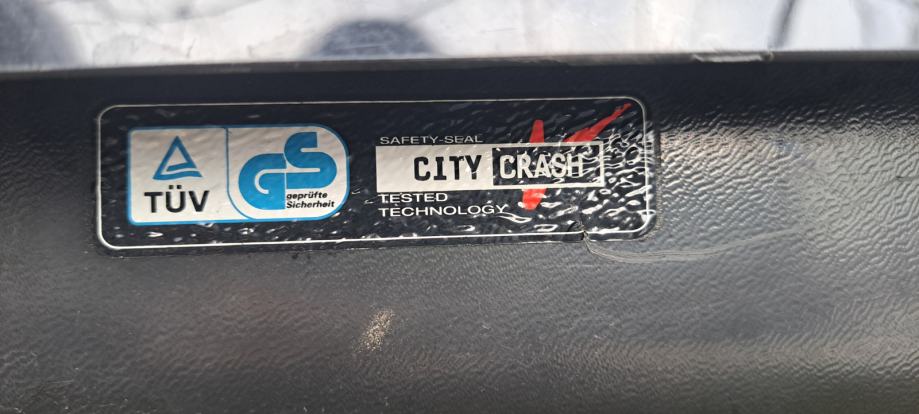 TÜV
GS
geprüfte
Sicherheit
SAFETY-SEAL
CITY CRASH
TESTED
TECHNOLOGY